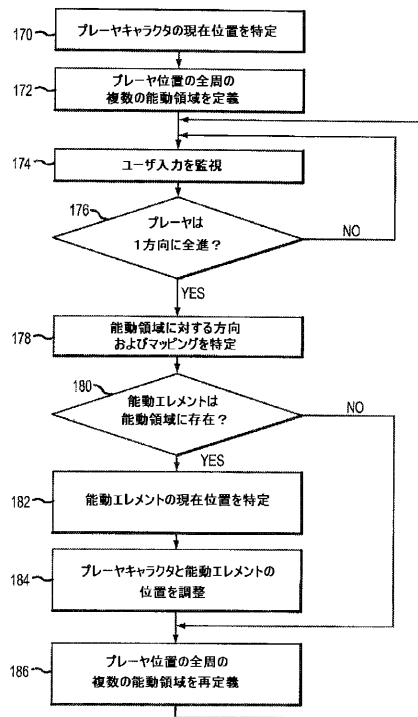 170
プレーヤキャラクタの現在位置を特定
172
プレーヤ位置の全周の
複数の能動領域を定義
174
ユーザ入力を監視
176
プレーヤは
1方向に全進？
NO
YES
178
能動領域に対する方向
およびマッピングを特定
180
能動エレメントは
能動領域に存在？
NO
YES
182
能動エレメントの現在位置を特定
184
プレーヤキャラクタと能動エレメントの
位置を調整
186
プレーヤ位置の全周の
複数の能動領域を再定義